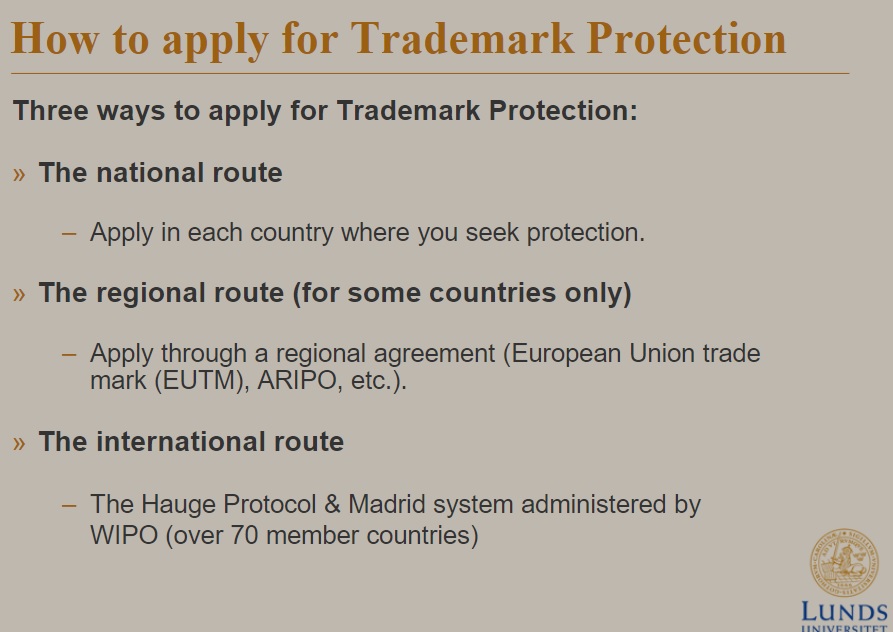 How to apply for Trademark Protection
Three ways to apply for Trademark Protection:
» The national route
– Apply in each country where you seek protection.
» The regional route (for some countries only)
– Apply through a regional agreement (European Union trade
mark (EUTM), ARIPO, etc.).
» The international route
– The Hauge Protocol & Madrid system administered by
WIPO (over 70 member countries)
LUNDS
UNIVERSITET